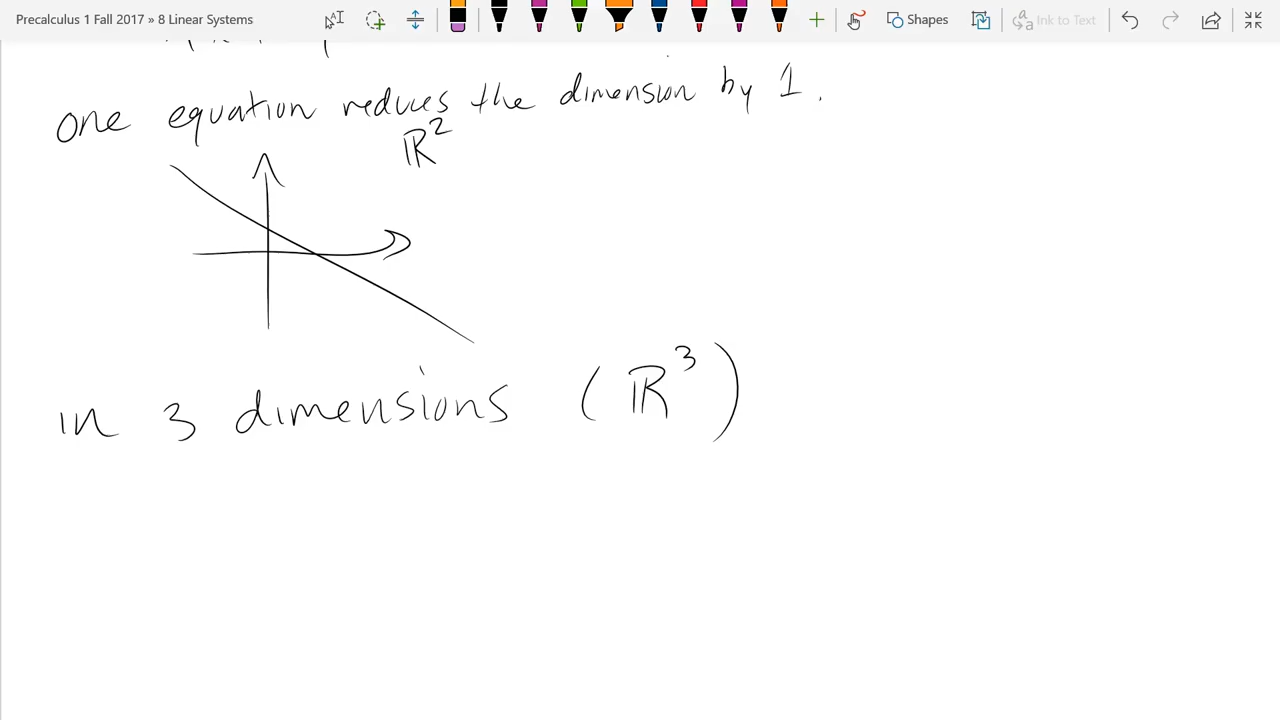 Precalculus 1 Fall 2017 » 8 Linear Systems
Shapes
Ink to Text
one equation reduces the dimension by 1.
ℝ²
in 3 dimensions (ℝ³)